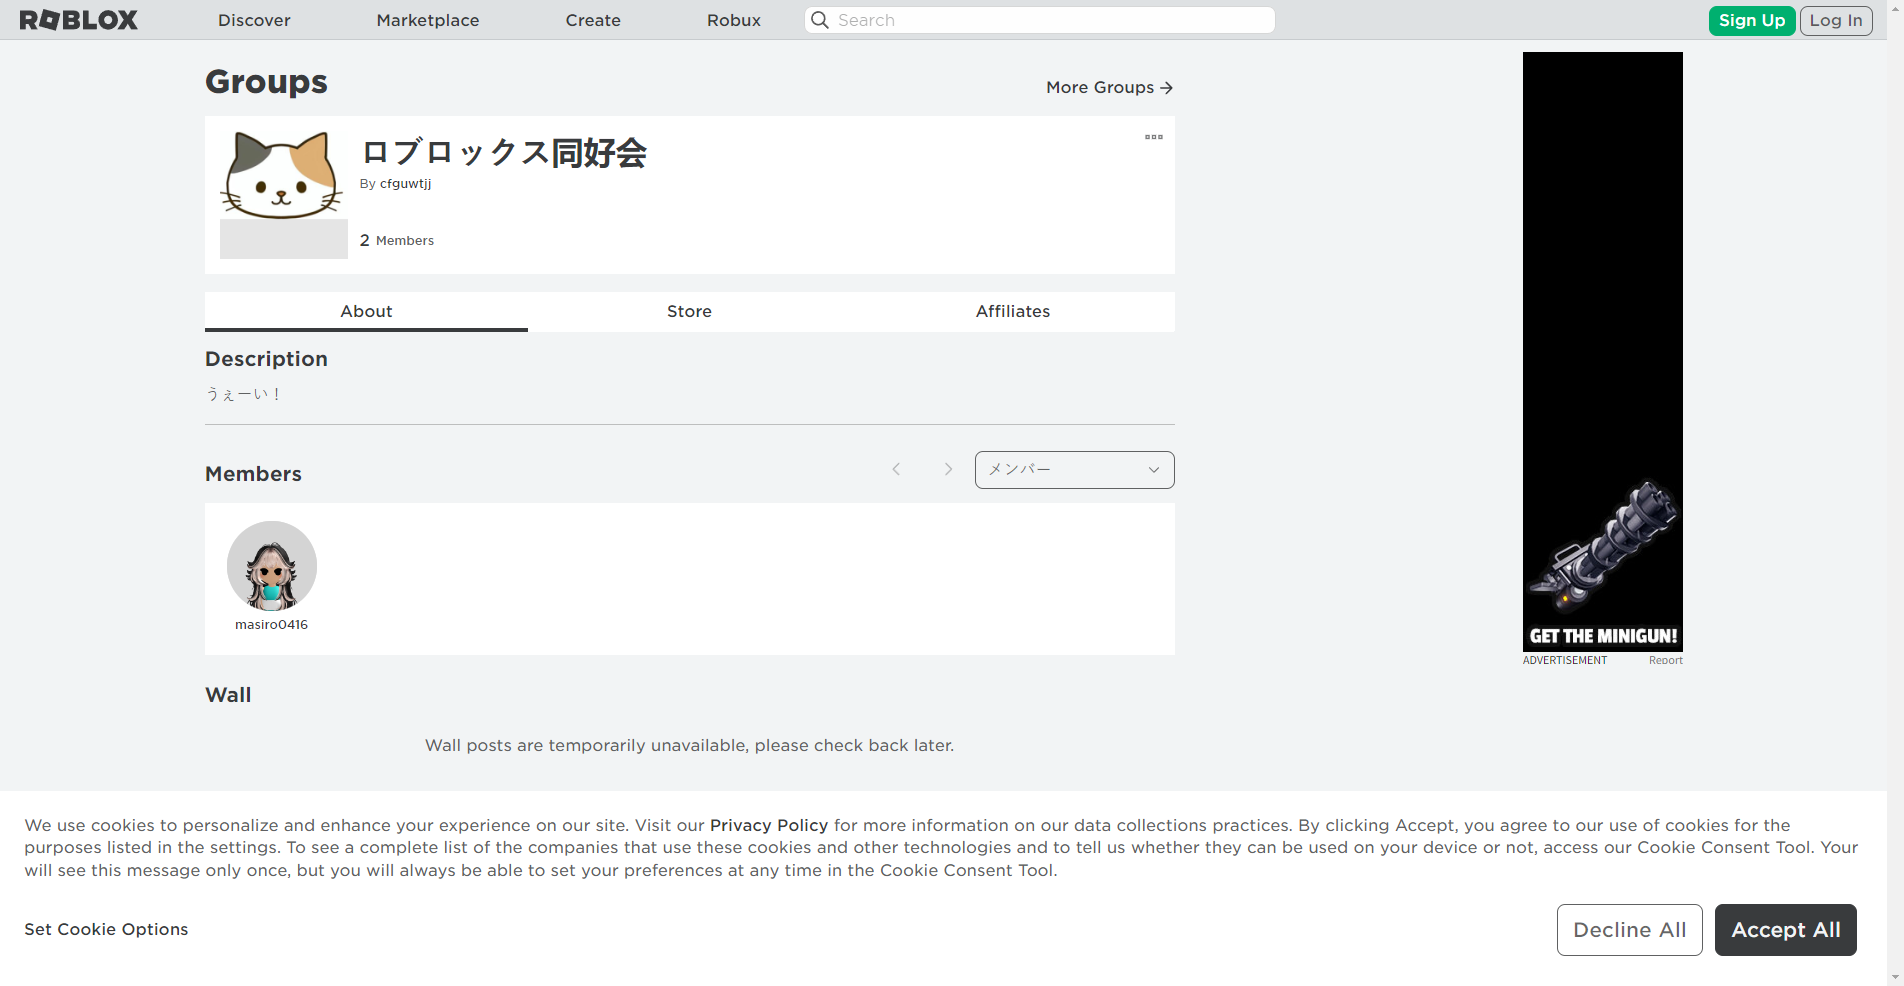 ROBLOX
Discover
Marketplace
Create
Robux
Search
Sign Up
Log In
Groups
More Groups
ロブロックス同好会
By cfguwtjj
2 Members
About
Store
Affiliates
Description
うぇーい！
Members
メンバー
masiro0416
GET THE MINIGUN!
ADVERTISEMENT
Report
Wall
Wall posts are temporarily unavailable, please check back later.
We use cookies to personalize and enhance your experience on our site. Visit our Privacy Policy for more information on our data collections practices. By clicking Accept, you agree to our use of cookies for the
purposes listed in the settings. To see a complete list of the companies that use these cookies and other technologies and to tell us whether they can be used on your device or not, access our Cookie Consent Tool. Your
will see this message only once, but you will always be able to set your preferences at any time in the Cookie Consent Tool.
Set Cookie Options
Decline All
Accept All